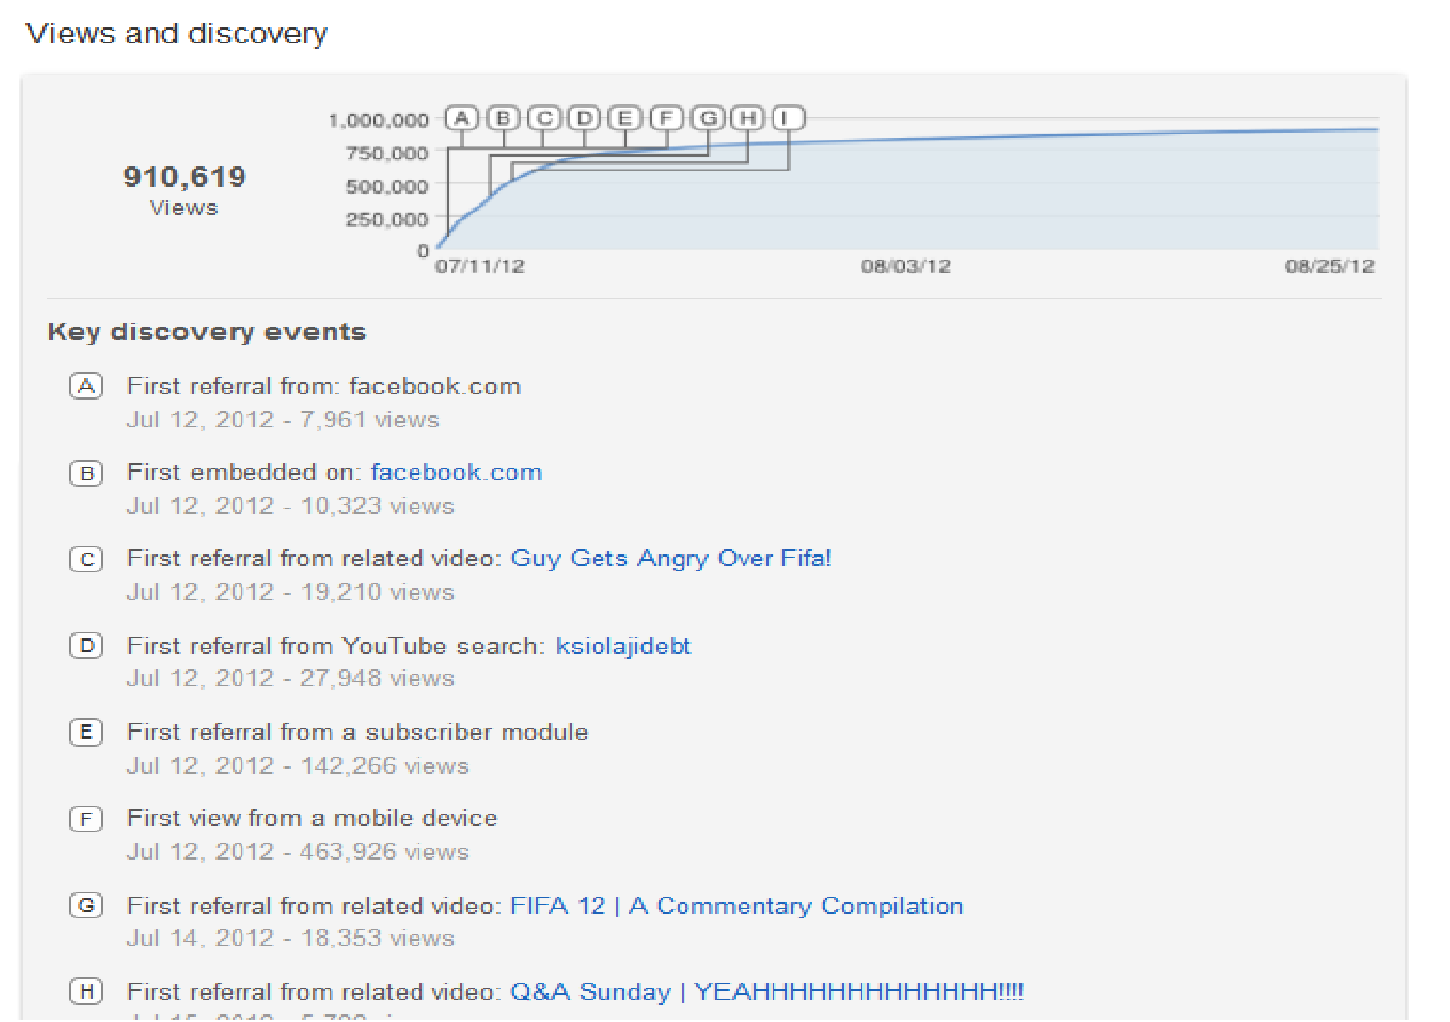 Views and discovery
1,000,000 A B C D E F G H I
750,000
910,619
500,000
Views
250,000
0
07/11/12 08/03/12 08/25/12
Key discovery events
A First referral from: facebook.com
Jul 12, 2012 - 7,961 views
B First embedded on: facebook.com
Jul 12, 2012 - 10,323 views
C First referral from related video: Guy Gets Angry Over Fifa!
Jul 12, 2012 - 19,210 views
D First referral from YouTube search: ksiolajidebt
Jul 12, 2012 - 27,948 views
E First referral from a subscriber module
Jul 12, 2012 - 142,266 views
F First view from a mobile device
Jul 12, 2012 - 463,926 views
G First referral from related video: FIFA 12 | A Commentary Compilation
Jul 14, 2012 - 18,353 views
H First referral from related video: Q&A Sunday | YEAHHHHHHHHHHHHH!!!!